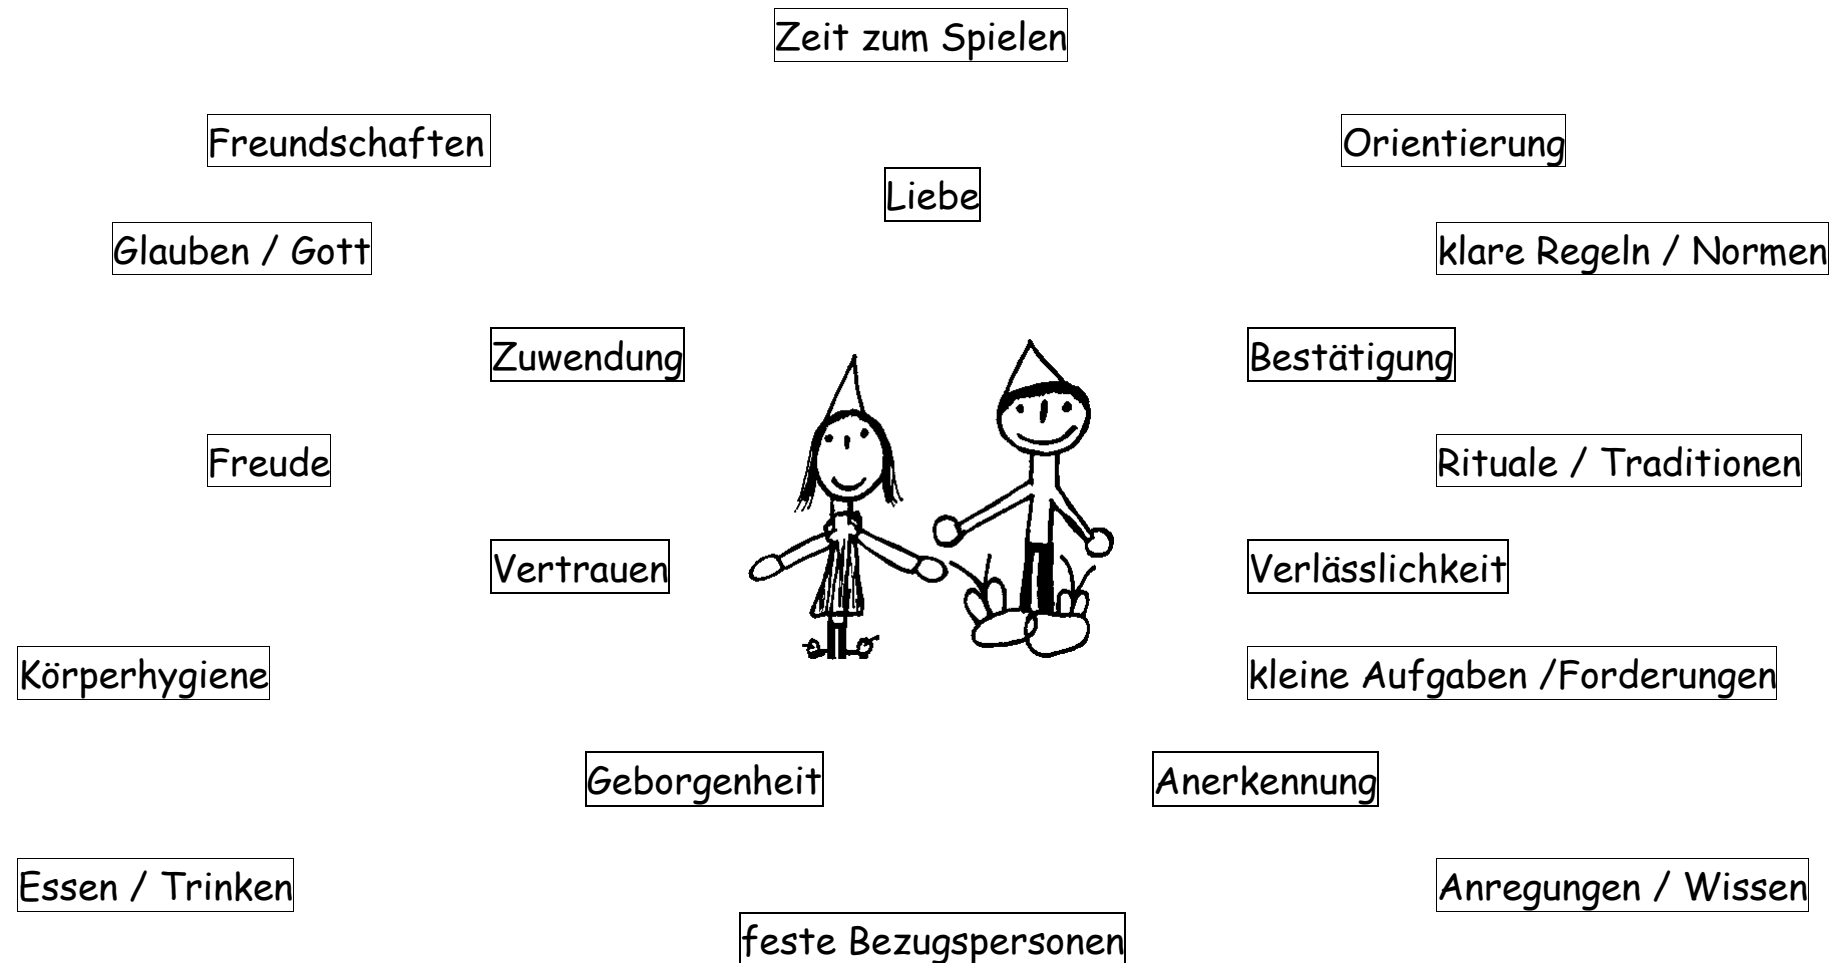 Zeit zum Spielen
Freundschaften
Orientierung
Liebe
Glauben / Gott
klare Regeln / Normen
Zuwendung
Bestätigung
Freude
Rituale / Traditionen
Vertrauen
Verlässlichkeit
Körperhygiene
kleine Aufgaben /Forderungen
Geborgenheit
Anerkennung
Essen / Trinken
Anregungen / Wissen
feste Bezugspersonen